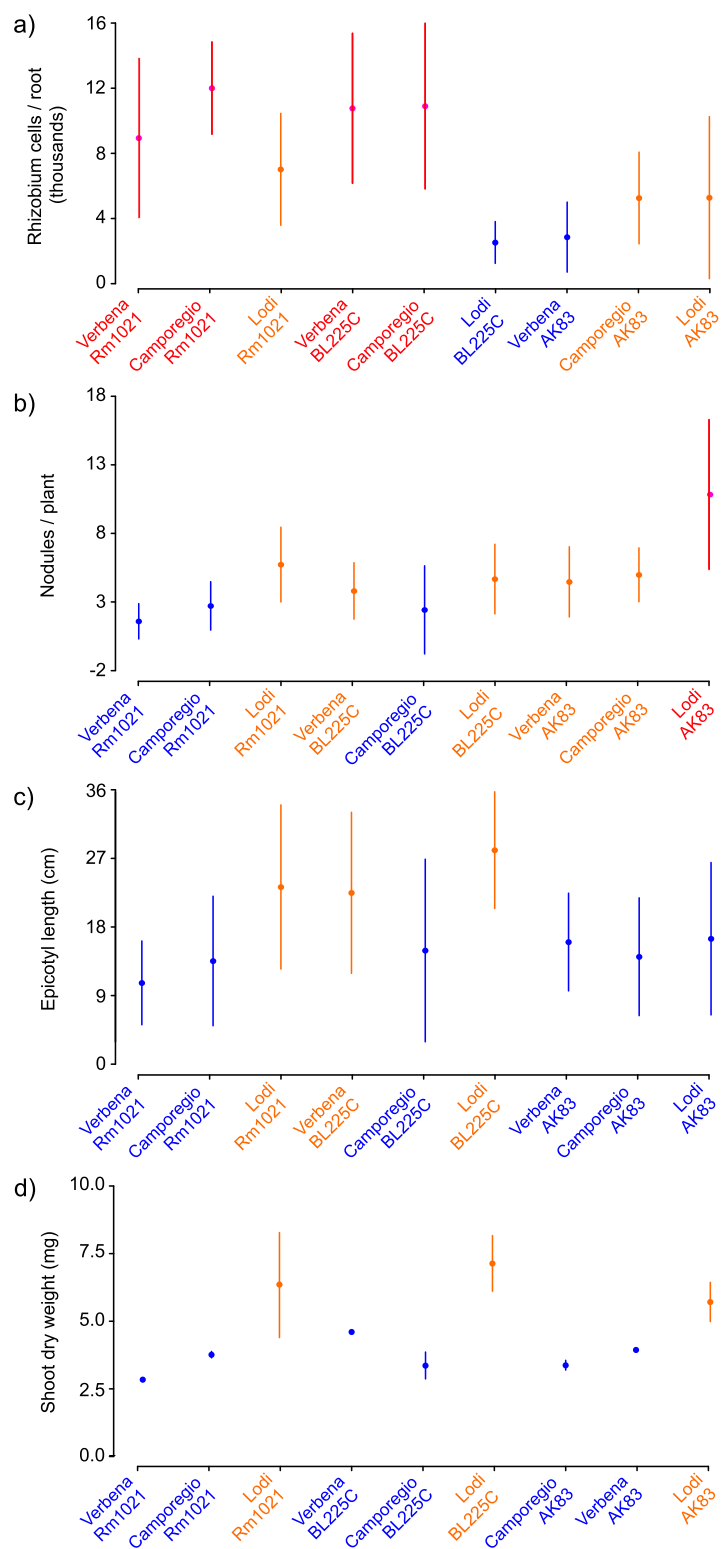 a)
Rhizobium cells / root
(thousands)
16
12
8
4
0
Verbena
Rm1021
Camporegio
Rm1021
Lodi
Rm1021
Verbena
BL225C
Camporegio
BL225C
Lodi
BL225C
Verbena
AK83
Camporegio
AK83
Lodi
AK83
b)
Nodules / plant
18
13
8
3
-2
Verbena
Rm1021
Camporegio
Rm1021
Lodi
Rm1021
Verbena
BL225C
Camporegio
BL225C
Lodi
BL225C
Verbena
AK83
Camporegio
AK83
Lodi
AK83
c)
Epicotyl length (cm)
36
27
18
9
0
Verbena
Rm1021
Camporegio
Rm1021
Lodi
Rm1021
Verbena
BL225C
Camporegio
BL225C
Lodi
BL225C
Verbena
AK83
Camporegio
AK83
Lodi
AK83
d)
Shoot dry weight (mg)
10.0
7.5
5.0
2.5
0.0
Verbena
Rm1021
Camporegio
Rm1021
Lodi
Rm1021
Verbena
BL225C
Camporegio
BL225C
Lodi
BL225C
Camporegio
AK83
Verbena
AK83
Lodi
AK83